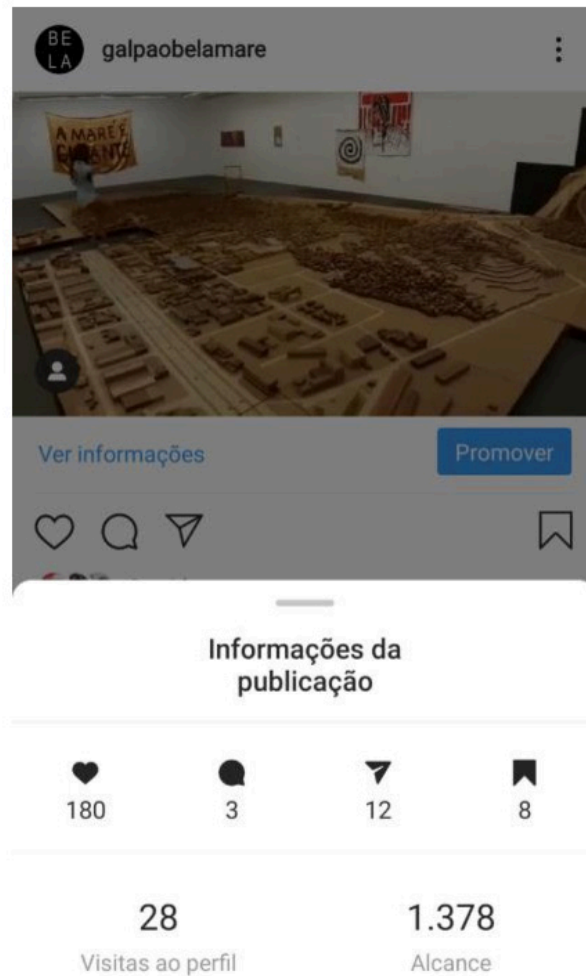 BE
LA
galpaobelamare
A MARÉ É
GIGANTE
Ver informações
Promover
Informações da
publicação
180
3
12
8
28
1.378
Visitas ao perfil
Alcance